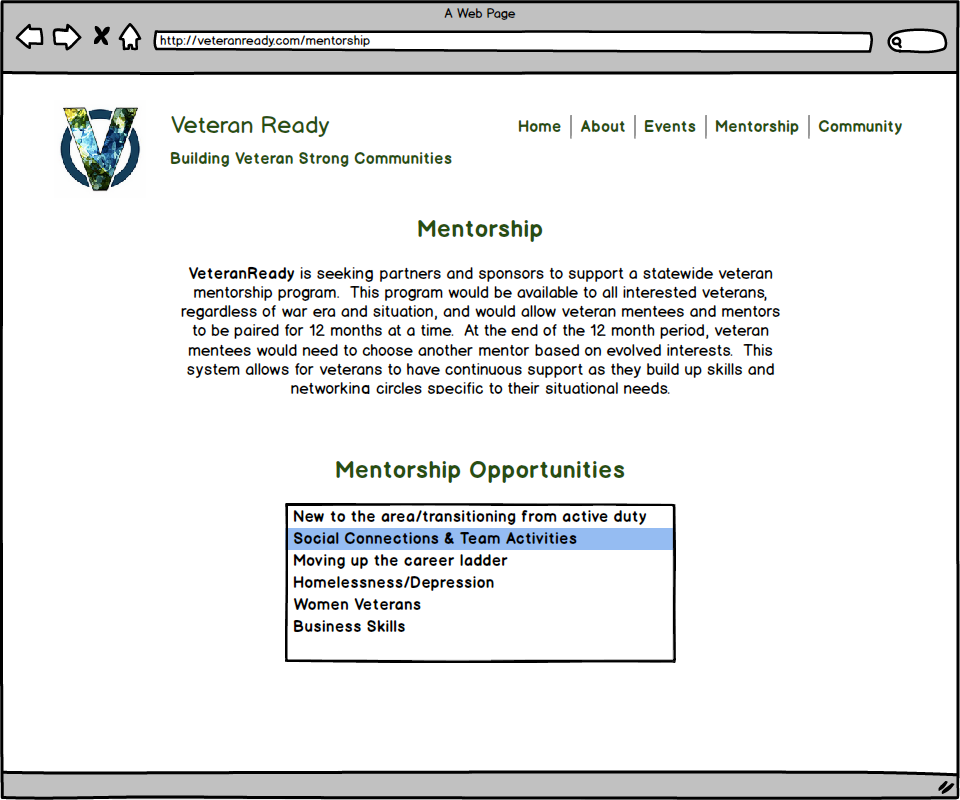 A Web Page
http://veteranready.com/mentorship
V
Veteran Ready
Home About Events Mentorship Community
Building Veteran Strong Communities
Mentorship
VeteranReady is seeking partners and sponsors to support a statewide veteran
mentorship program. This program would be available to all interested veterans,
regardless of war era and situation, and would allow veteran mentees and mentors
to be paired for 12 months at a time. At the end of the 12 month period, veteran
mentees would need to choose another mentor based on evolved interests. This
system allows for veterans to have continuous support as they build up skills and
networking circles specific to their situational needs.
Mentorship Opportunities
New to the area/transitioning from active duty
Social Connections & Team Activities
Moving up the career ladder
Homelessness/Depression
Women Veterans
Business Skills